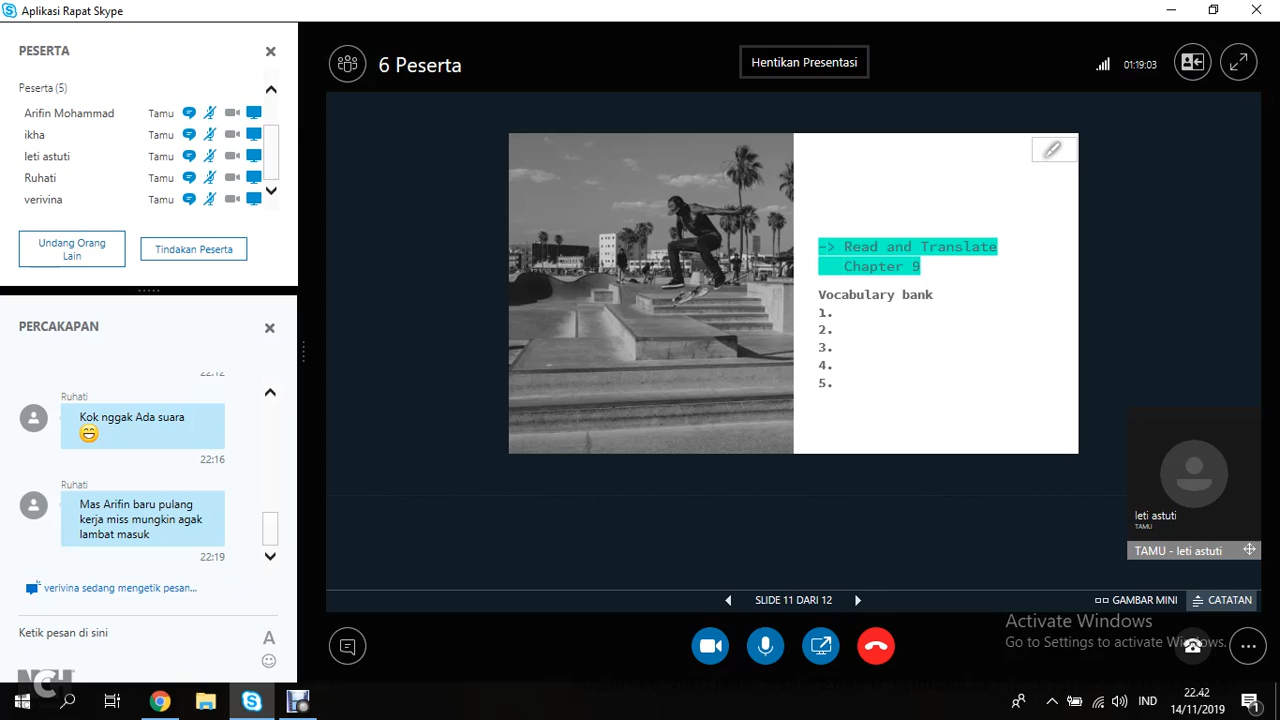 Aplikasi Rapat Skype
PESERTA
Peserta (5)
Arifin Mohammad Tamu
ikha Tamu
leti astuti Tamu
Ruhati Tamu
verivina Tamu
Undang Orang
Lain
Tindakan Peserta
PERCAKAPAN
22:12
Ruhati
Kok nggak Ada suara
22:16
Ruhati
Mas Arifin baru pulang
kerja miss mungkin agak
lambat masuk
22:19
verivina sedang mengetik pesan...
Ketik pesan di sini
A
NCH
6 Peserta
Hentikan Presentasi
01:19:03
-> Read and Translate
Chapter 9
Vocabulary bank
1.
2.
3.
4.
5.
leti astuti
TAMU
TAMU - leti astuti
SLIDE 11 DARI 12
GAMBAR MINI
CATATAN
Activate Windows
Go to Settings to activate Windows.
IND
22.42
14/11/2019
1